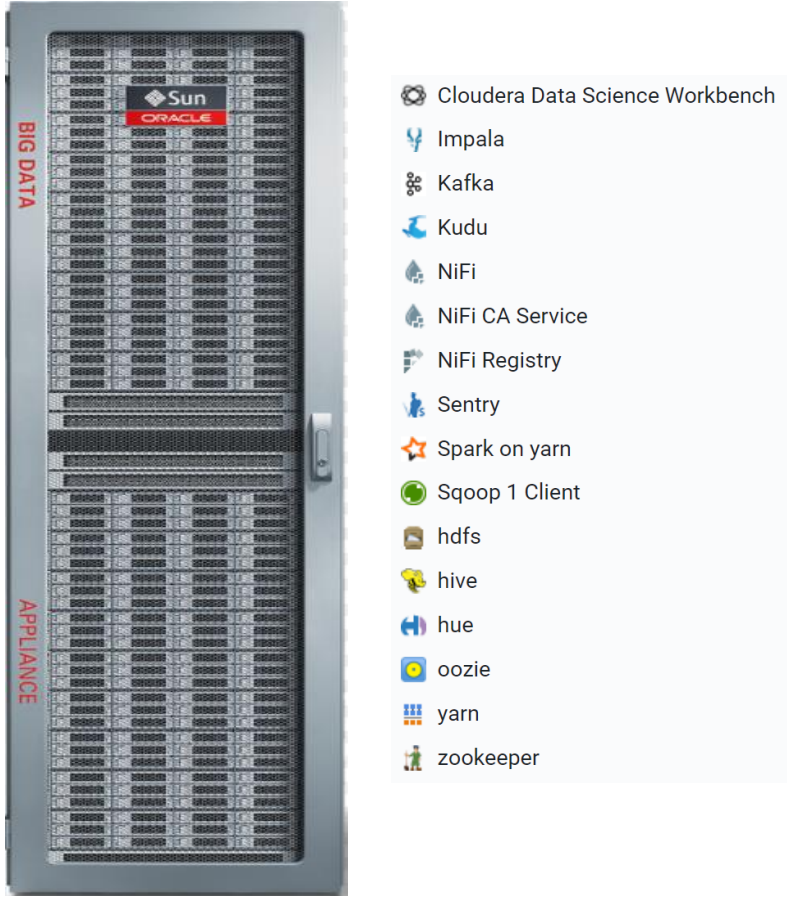 Sun
ORACLE
BIG DATA
APPLIANCE
Cloudera Data Science Workbench
Impala
Kafka
Kudu
NiFi
NiFi CA Service
NiFi Registry
Sentry
Spark on yarn
Sqoop 1 Client
hdfs
hive
hue
oozie
yarn
zookeeper